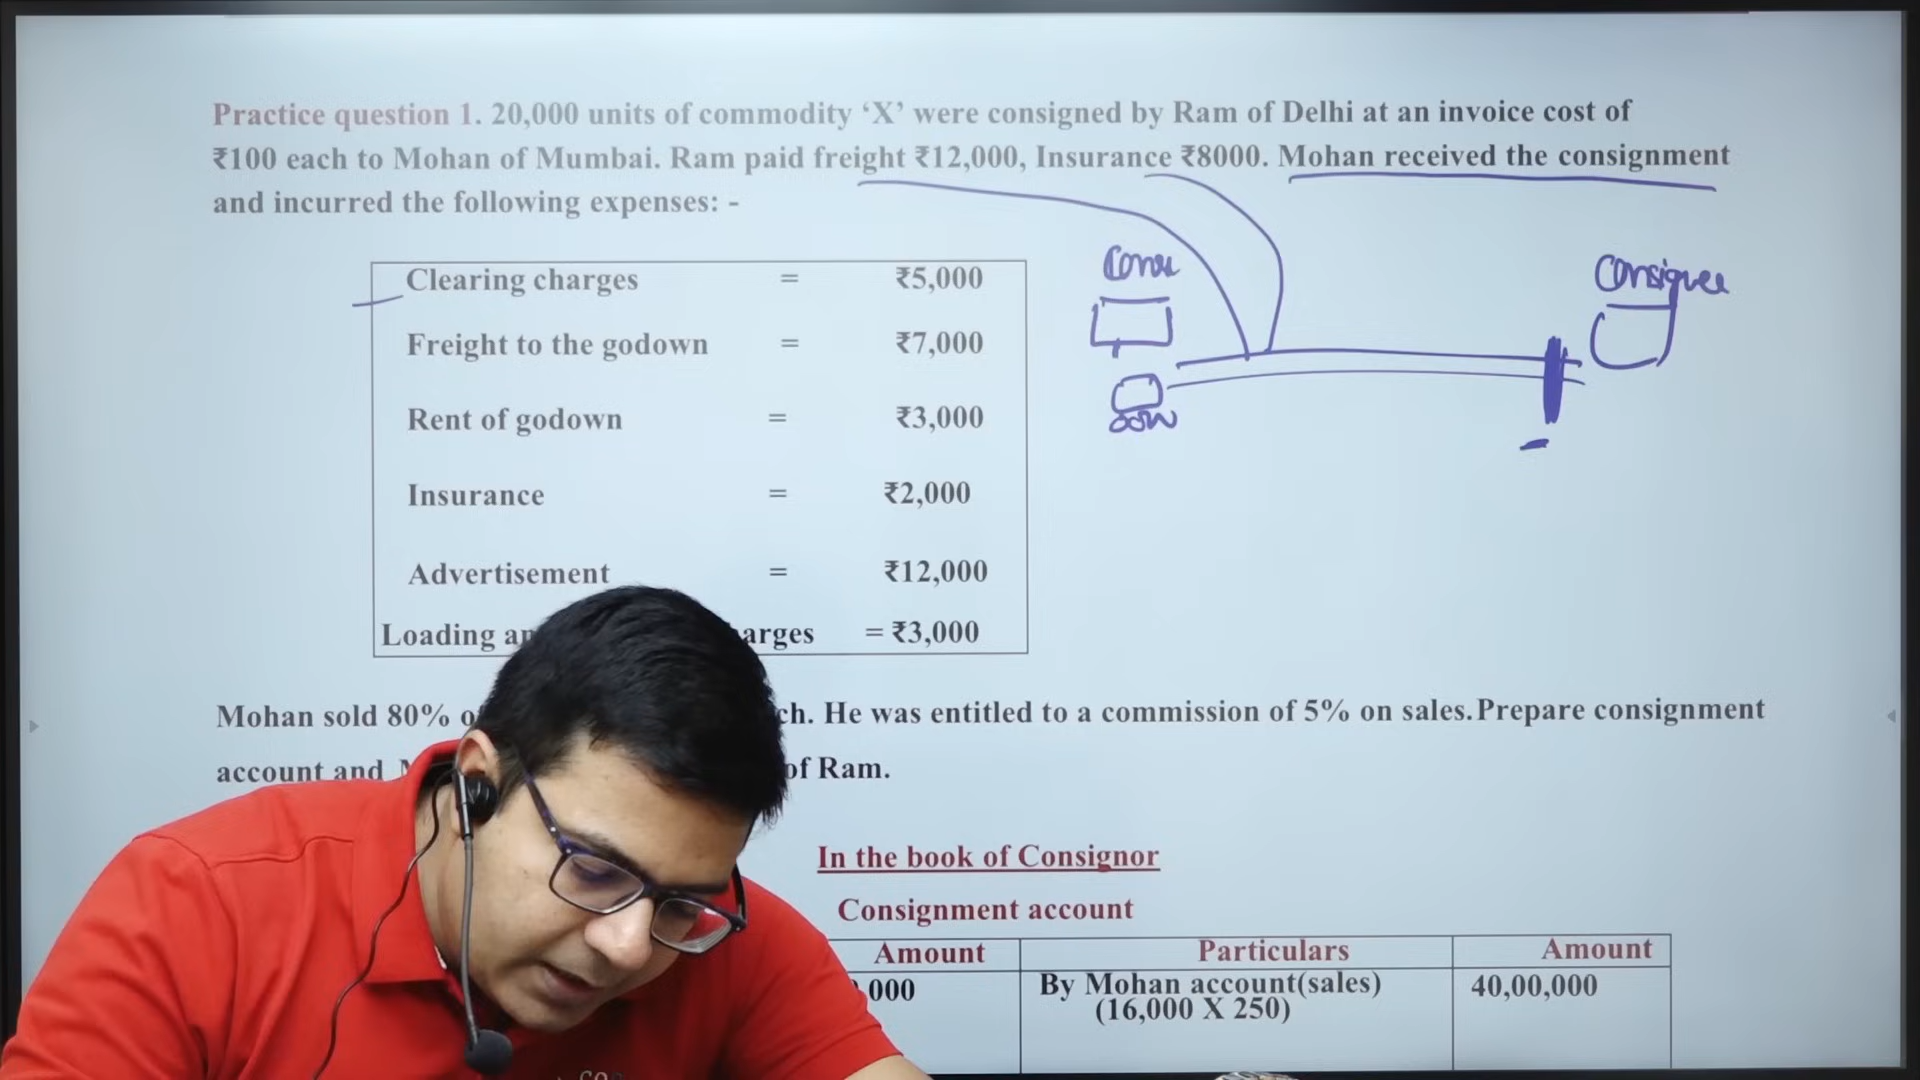 Practice question 1. 20,000 units of commodity ‘X’ were consigned by Ram of Delhi at an invoice cost of
₹100 each to Mohan of Mumbai. Ram paid freight ₹12,000, Insurance ₹8000. Mohan received the consignment
and incurred the following expenses: -
Clearing charges = ₹5,000
Freight to the godown = ₹7,000
Rent of godown = ₹3,000
Insurance = ₹2,000
Advertisement = ₹12,000
Loading = ₹3,000
Consignee
Mohan sold 80% ch. He was entitled to a commission of 5% on sales.Prepare consignment
account and of Ram.
In the book of Consignor
Consignment account
Amount Particulars Amount
000 By Mohan account(sales) 40,00,000
(16,000 X 250)